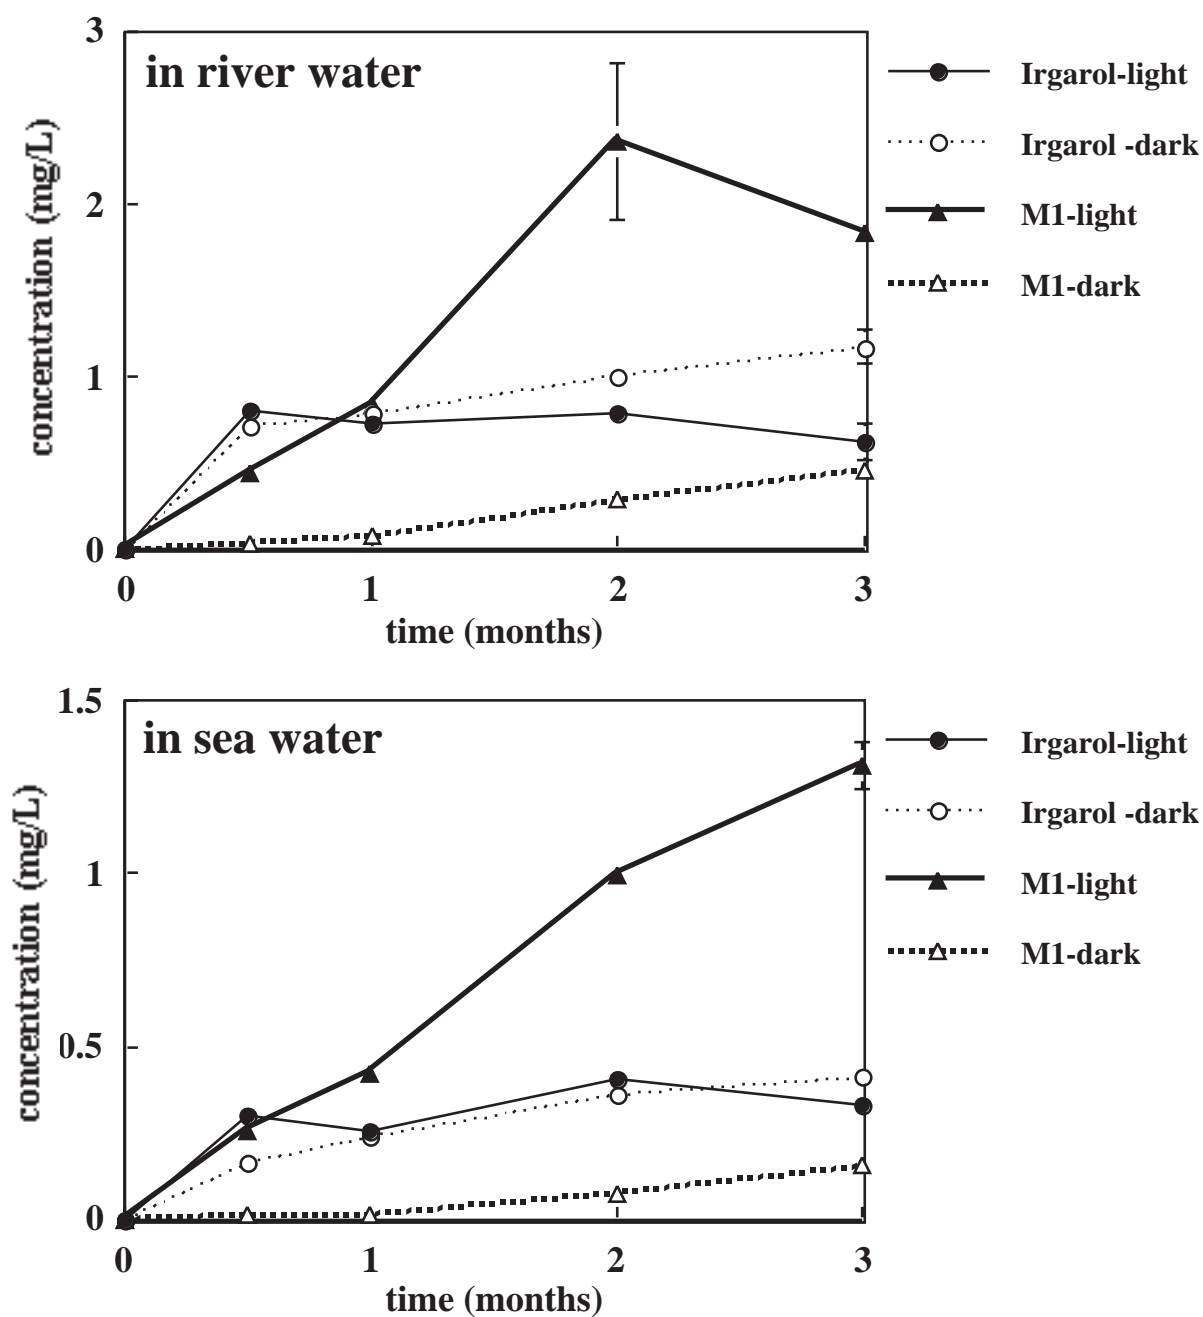 3
in river water
Irgarol-light
Irgarol -dark
2
M1-light
M1-dark
1
0
concentration (mg/L)
0 1 2 3
time (months)
1.5
in sea water
Irgarol-light
Irgarol -dark
1
M1-light
M1-dark
0.5
0
concentration (mg/L)
0 1 2 3
time (months)